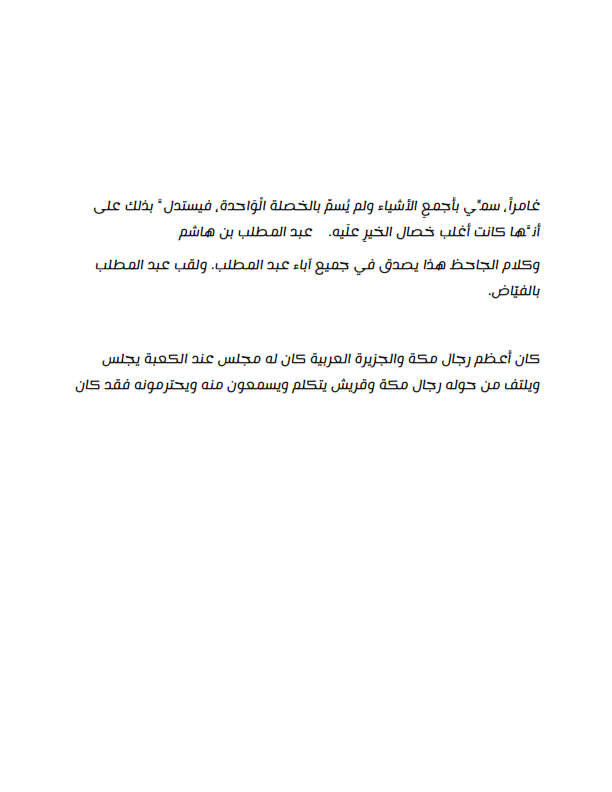 غامراً، سمِّي بأجمعِ الأشياء ولم يُسمَّ بالخصلة الْوَاحدة، فيستدلَّ بذلك على
أنَّها كانت أغلب خصال الخيرِ علَيه. عبد المطلب بن هاشم
وكلام الجاحظ هذا يصدق في جميع آباء عبد المطلب. ولقب عبد المطلب
بالفيّاض.
كان أعظم رجال مكة والجزيرة العربية كان له مجلس عند الكعبة يجلس
ويلتف من حوله رجال مكة وقريش يتكلم ويسمعون منه ويحترمونه فقد كان